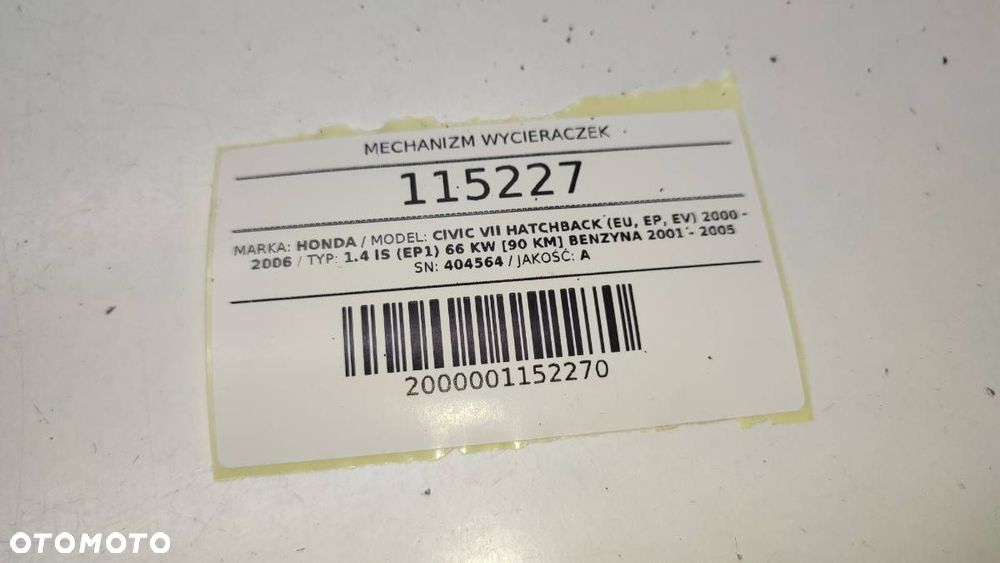 MECHANIZM WYCIERACZEK
115227
MARKA: HONDA / MODEL: CIVIC VII HATCHBACK (EU, EP, EV) 2000 -
2006 / TYP: 1.4 IS (EP1) 66 KW [90 KM] BENZYNA 2001 - 2005
SN: 404564 / JAKOŚĆ: A
2000001152270
OTOMOTO